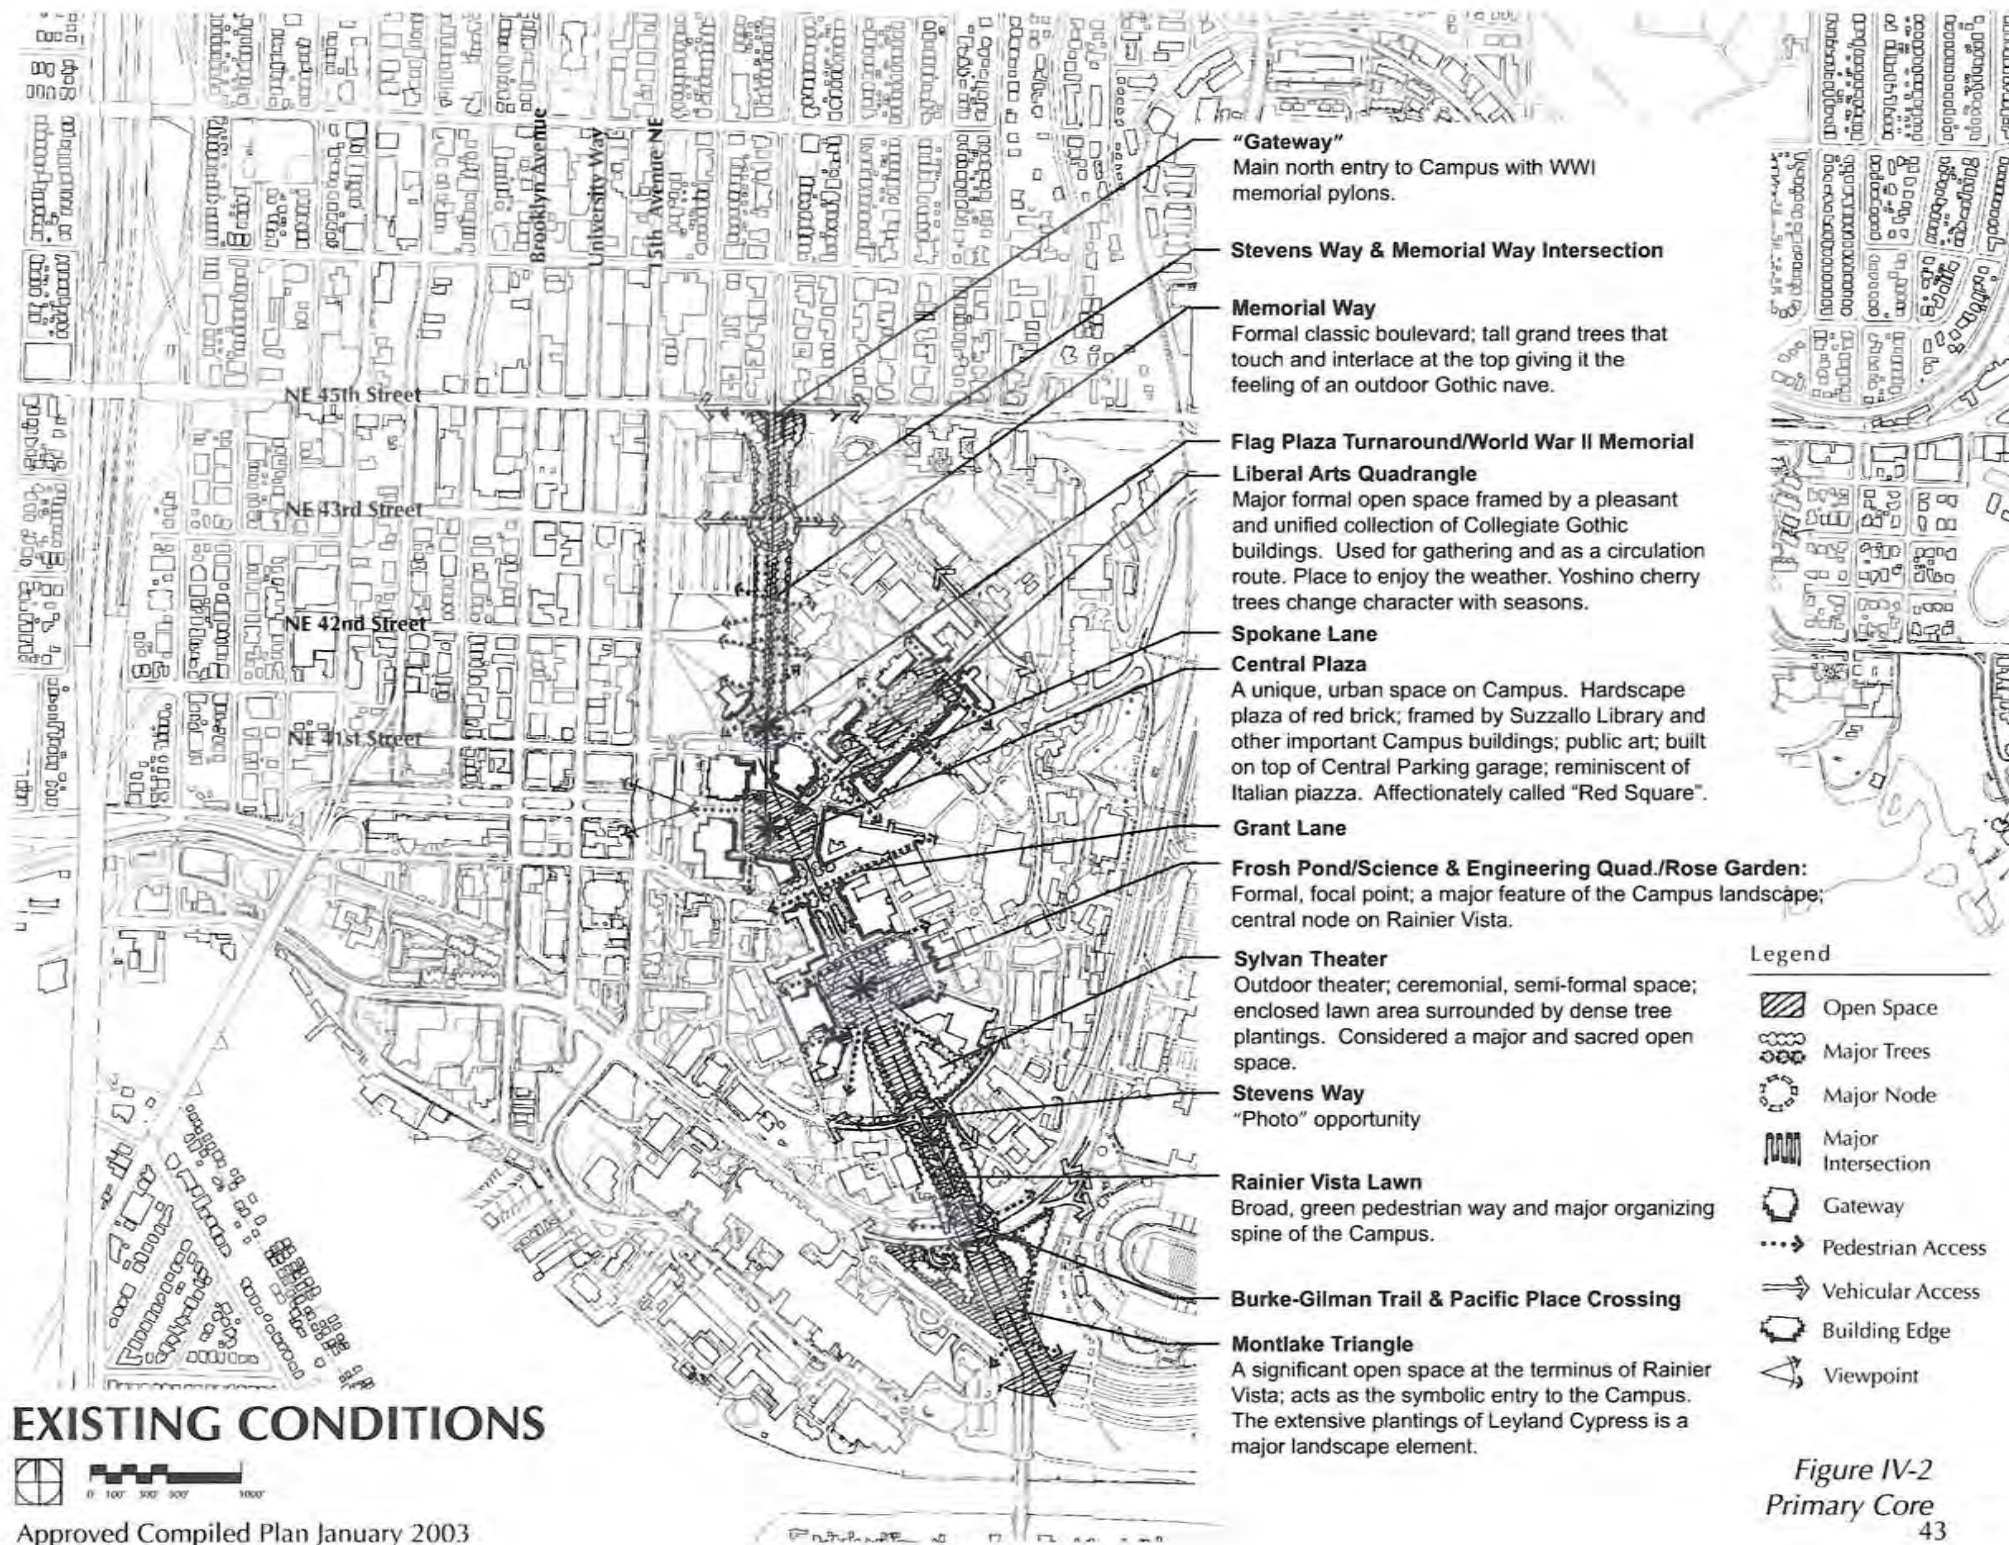 Brooklyn Avenue
University Way
15th Avenue NE
NE 45th Street
NE 43rd Street
NE 42nd Street
NE 41st Street
"Gateway"
Main north entry to Campus with WWI
memorial pylons.
Stevens Way & Memorial Way Intersection
Memorial Way
Formal classic boulevard; tall grand trees that
touch and interlace at the top giving it the
feeling of an outdoor Gothic nave.
Flag Plaza Turnaround/World War II Memorial
Liberal Arts Quadrangle
Major formal open space framed by a pleasant
and unified collection of Collegiate Gothic
buildings.  Used for gathering and as a circulation
route. Place to enjoy the weather. Yoshino cherry
trees change character with seasons.
Spokane Lane
Central Plaza
A unique, urban space on Campus.  Hardscape
plaza of red brick; framed by Suzzallo Library and
other important Campus buildings; public art; built
on top of Central Parking garage; reminiscent of
Italian piazza.  Affectionately called "Red Square".
Grant Lane
Frosh Pond/Science & Engineering Quad./Rose Garden:
Formal, focal point; a major feature of the Campus landscape;
central node on Rainier Vista.
Sylvan Theater
Outdoor theater; ceremonial, semi-formal space;
enclosed lawn area surrounded by dense tree
plantings.  Considered a major and sacred open
space.
Stevens Way
"Photo" opportunity
Rainier Vista Lawn
Broad, green pedestrian way and major organizing
spine of the Campus.
Burke-Gilman Trail & Pacific Place Crossing
Montlake Triangle
A significant open space at the terminus of Rainier
Vista; acts as the symbolic entry to the Campus.
The extensive plantings of Leyland Cypress is a
major landscape element.
Legend
Open Space
Major Trees
Major Node
Major
Intersection
Gateway
Pedestrian Access
Vehicular Access
Building Edge
Viewpoint
EXISTING CONDITIONS
0 100' 300' 500' 1000'
Approved Compiled Plan January 2003
Figure IV-2
Primary Core
43